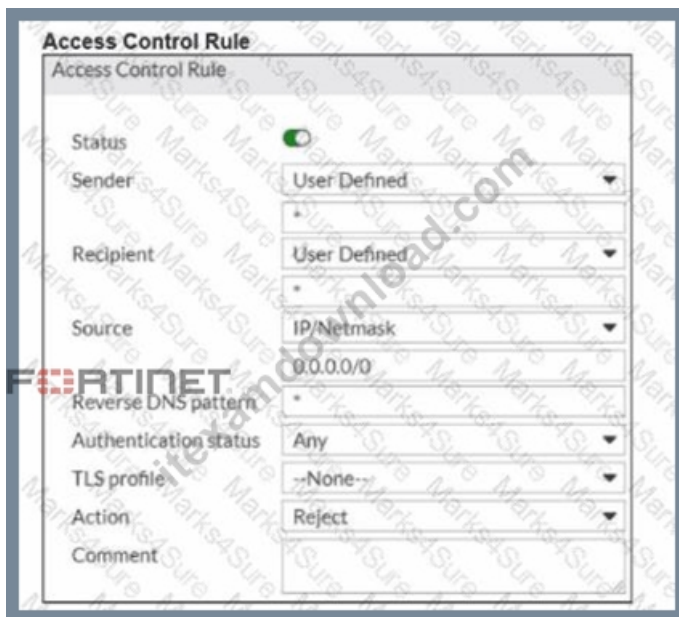 Access Control Rule
Access Control Rule
Status
Sender User Defined
*
Recipient User Defined
*
Source IP/Netmask
0.0.0.0/0
FORTINET
Reverse DNS pattern *
Authentication status Any
TLS profile --None--
Action Reject
Comment
itexamdownload.com
Marks4Sure